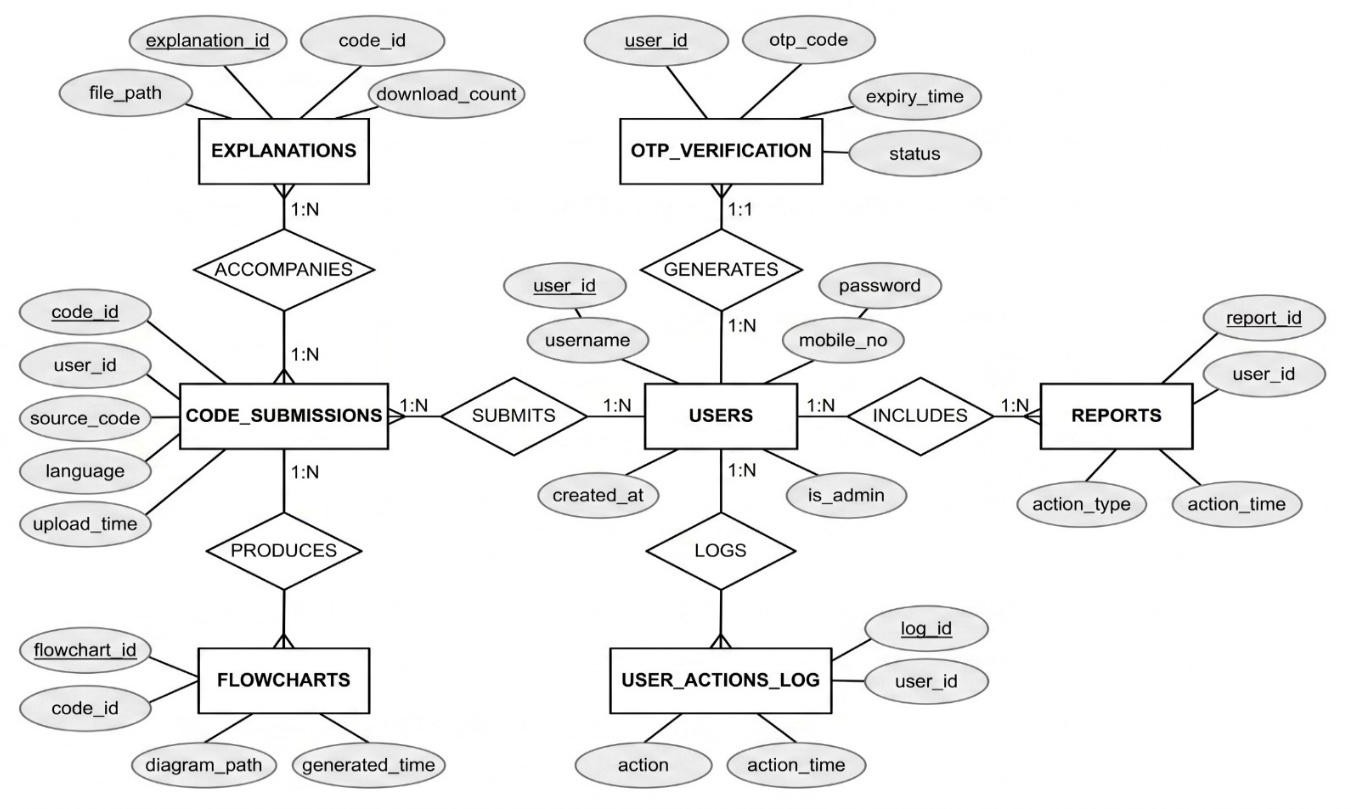 explanation_id
code_id
file_path
download_count
EXPLANATIONS
1:N
ACCOMPANIES
1:N
user_id
otp_code
expiry_time
status
OTP_VERIFICATION
1:1
GENERATES
1:N
code_id
user_id
source_code
language
upload_time
CODE_SUBMISSIONS
1:N
SUBMITS
1:N
user_id
username
password
mobile_no
USERS
created_at
is_admin
1:N
INCLUDES
1:N
report_id
user_id
REPORTS
action_type
action_time
1:N
PRODUCES
flowchart_id
code_id
FLOWCHARTS
diagram_path
generated_time
1:N
LOGS
log_id
user_id
USER_ACTIONS_LOG
action
action_time